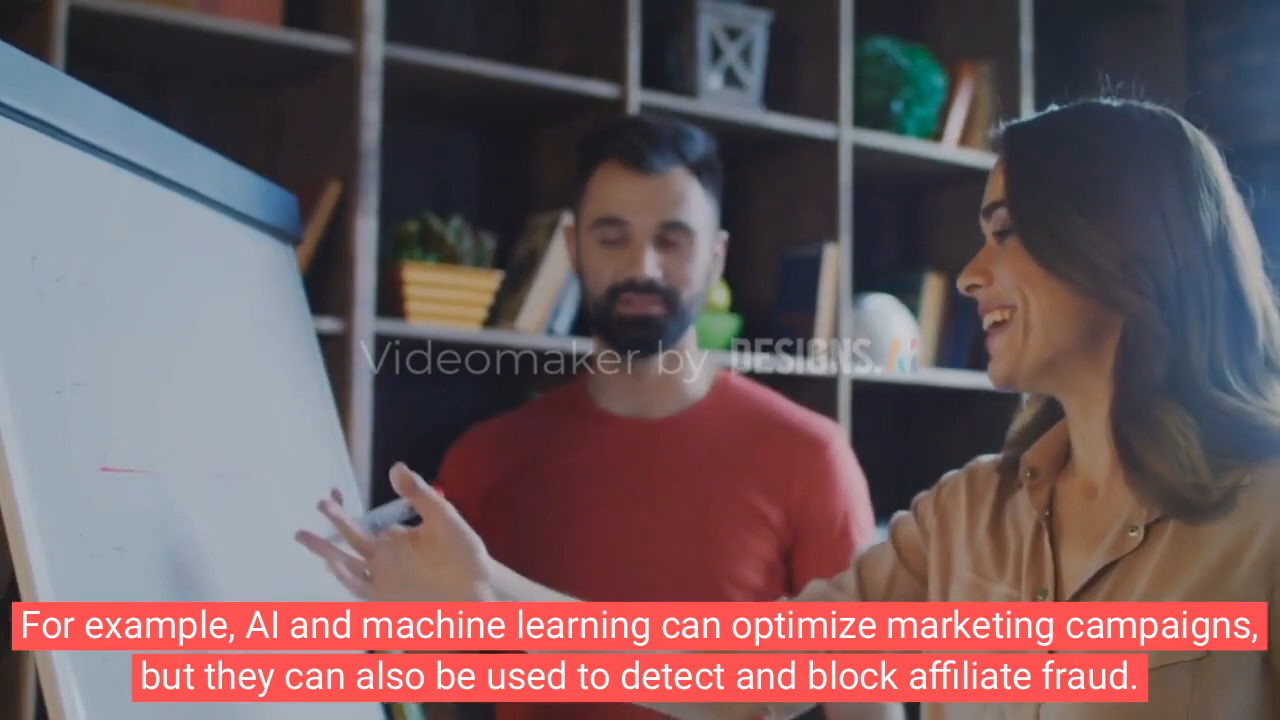 Videomaker by DESIGNS.Ai
For example, AI and machine learning can optimize marketing campaigns,
but they can also be used to detect and block affiliate fraud.